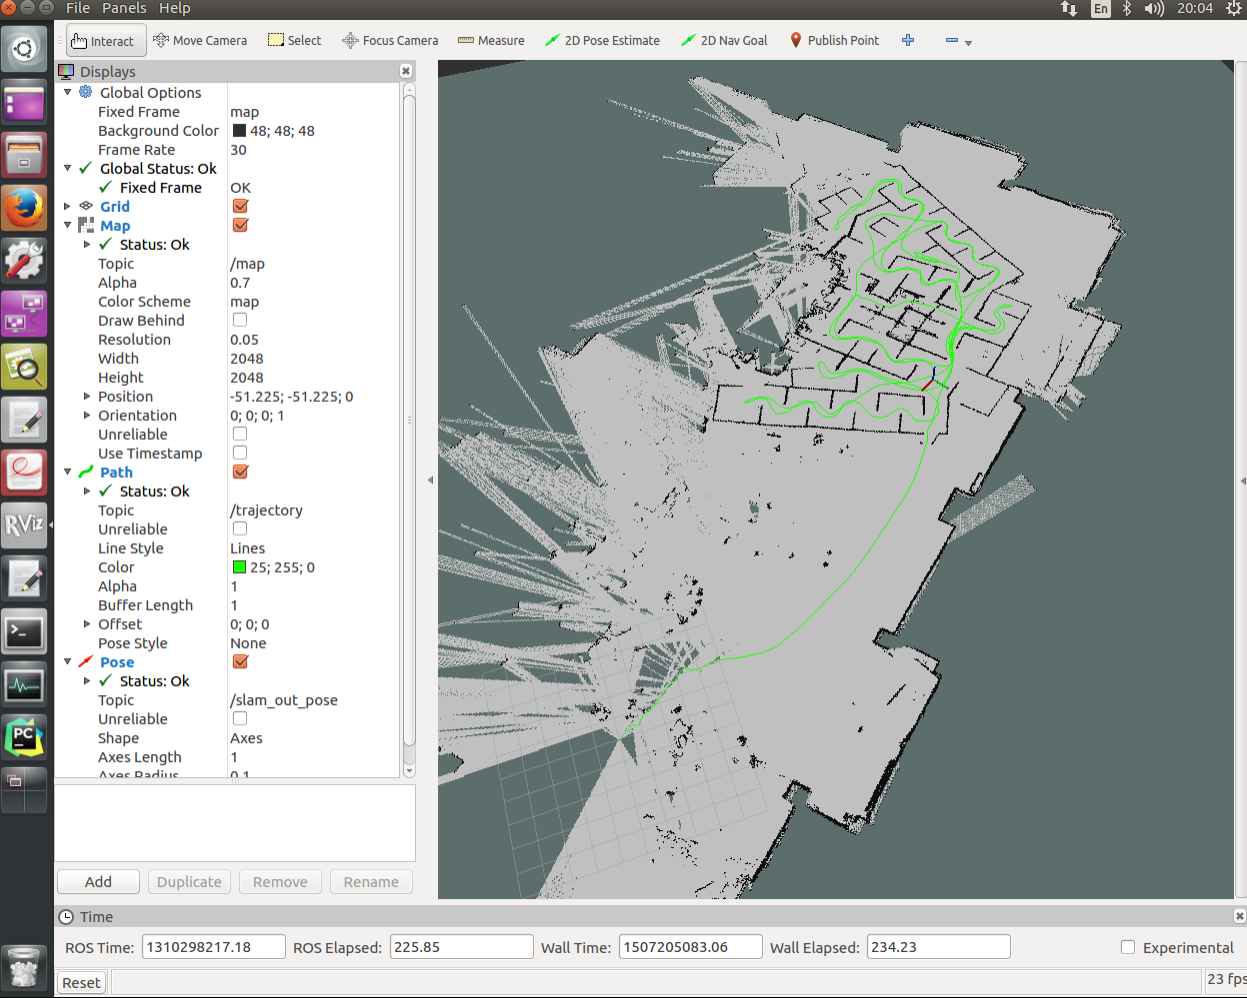 File Panels Help
En 20:04
Interact Move Camera Select Focus Camera Measure 2D Pose Estimate 2D Nav Goal Publish Point
Displays
Global Options
Fixed Frame map
Background Color 48; 48; 48
Frame Rate 30
Global Status: Ok
Fixed Frame OK
Grid
Map
Status: Ok
Topic /map
Alpha 0.7
Color Scheme map
Draw Behind
Resolution 0.05
Width 2048
Height 2048
Position -51.225; -51.225; 0
Orientation 0; 0; 0; 1
Unreliable
Use Timestamp
Path
Status: Ok
Topic /trajectory
Unreliable
Line Style Lines
Color 25; 255; 0
Alpha 1
Buffer Length 1
Offset 0; 0; 0
Pose Style None
Pose
Status: Ok
Topic /slam_out_pose
Unreliable
Shape Axes
Axes Length 1
Axes Radius 0.1
RViz
PC
Add Duplicate Remove Rename
Time
ROS Time: 1310298217.18 ROS Elapsed: 225.85 Wall Time: 1507205083.06 Wall Elapsed: 234.23 Experimental
Reset 23 fps